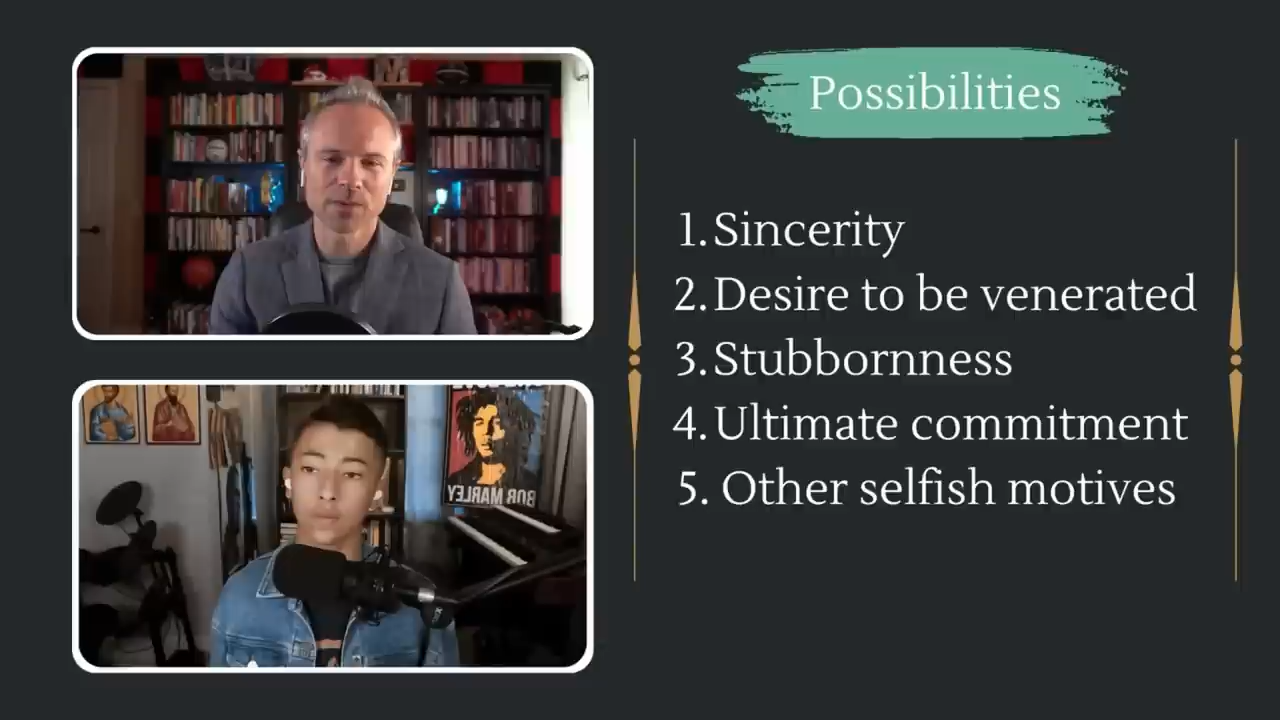 Possibilities
1. Sincerity
2. Desire to be venerated
3. Stubbornness
4. Ultimate commitment
5. Other selfish motives
BOB MARLEY